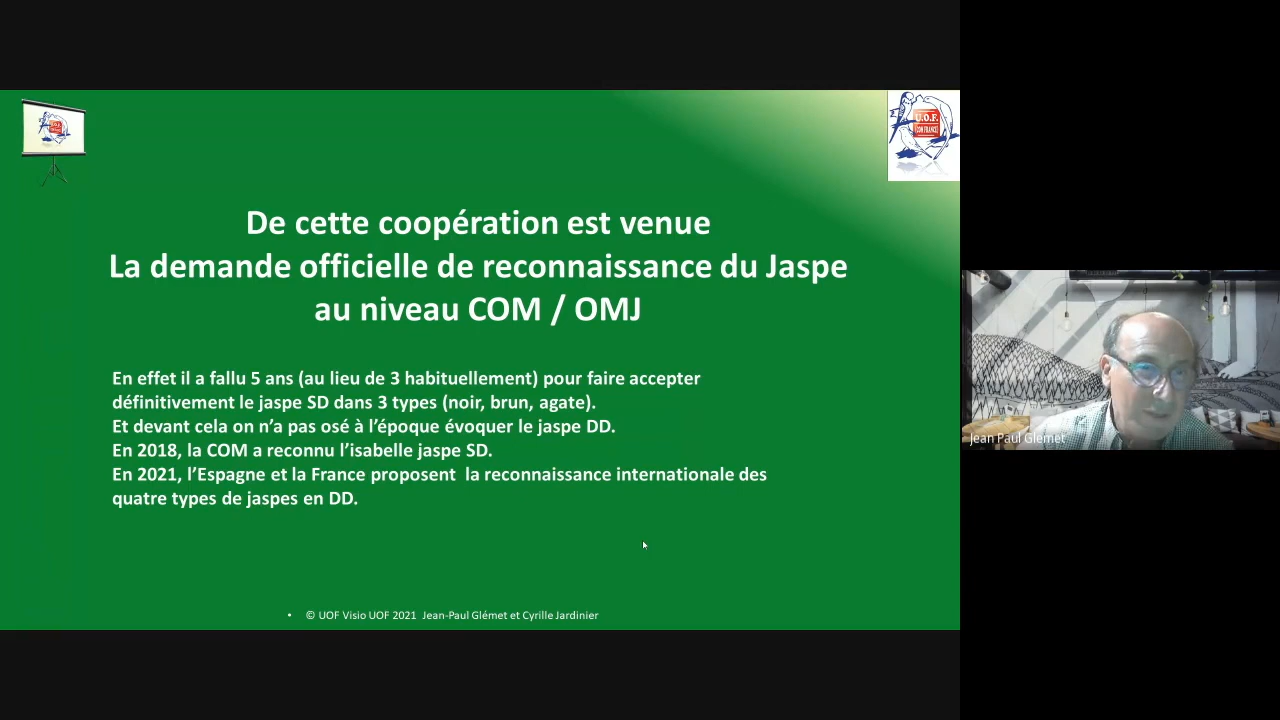 U.O.F.
COM FRANCE
De cette coopération est venue
La demande officielle de reconnaissance du Jaspe
au niveau COM / OMJ
En effet il a fallu 5 ans (au lieu de 3 habituellement) pour faire accepter
définitivement le jaspe SD dans 3 types (noir, brun, agate).
Et devant cela on n’a pas osé à l’époque évoquer le jaspe DD.
En 2018, la COM a reconnu l’isabelle jaspe SD.
En 2021, l’Espagne et la France proposent  la reconnaissance internationale des
quatre types de jaspes en DD.
• © UOF Visio UOF 2021  Jean-Paul Glémet et Cyrille Jardinier
Jean Paul Glemet